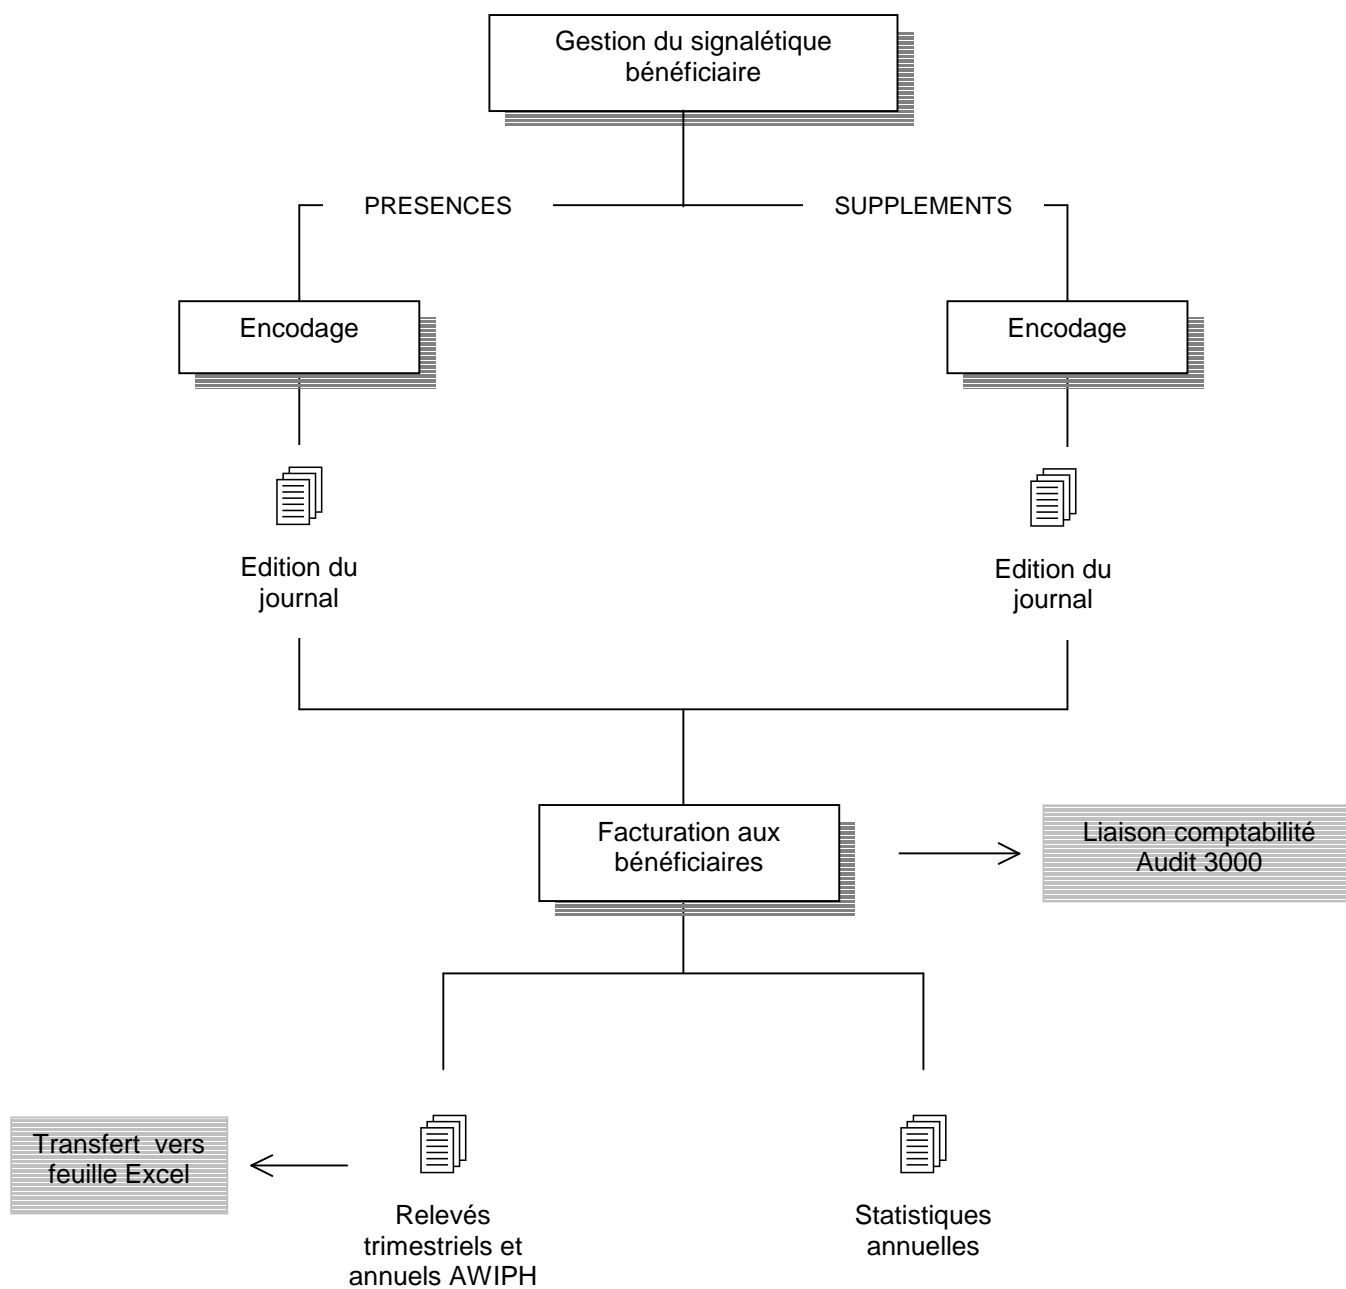 Gestion du signalétique
bénéficiaire
PRESENCES
SUPPLEMENTS
Encodage
Encodage
Edition du
journal
Edition du
journal
Facturation aux
bénéficiaires
Liaison comptabilité
Audit 3000
Transfert vers
feuille Excel
Relevés
trimestriels et
annuels AWIPH
Statistiques
annuelles